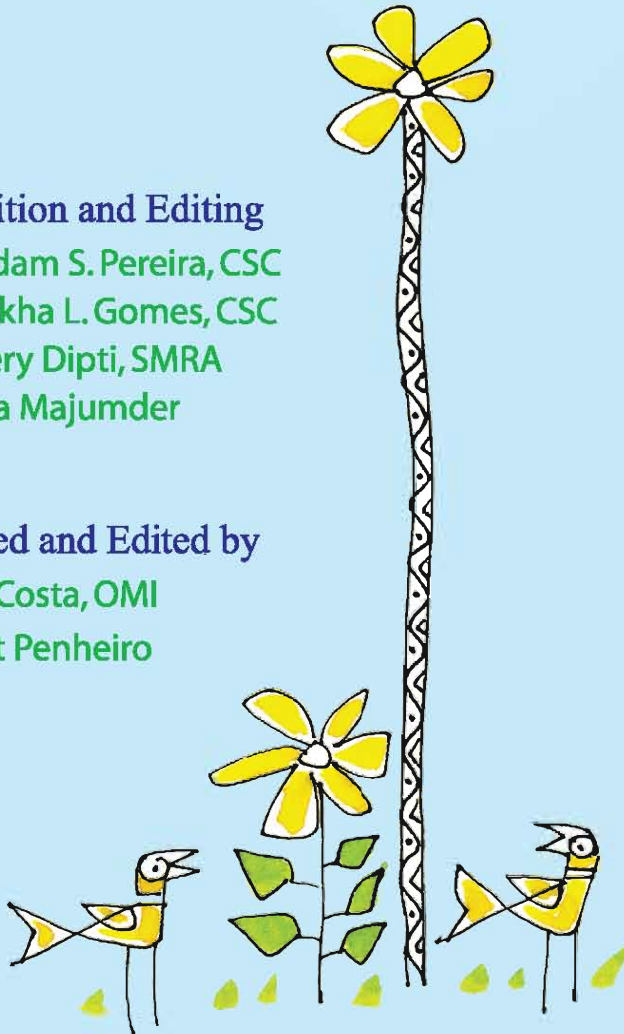 ition and Editing
dam S. Pereira, CSC
kha L. Gomes, CSC
ery Dipti, SMRA
a Majumder
ed and Edited by
Costa, OMI
t Penheiro